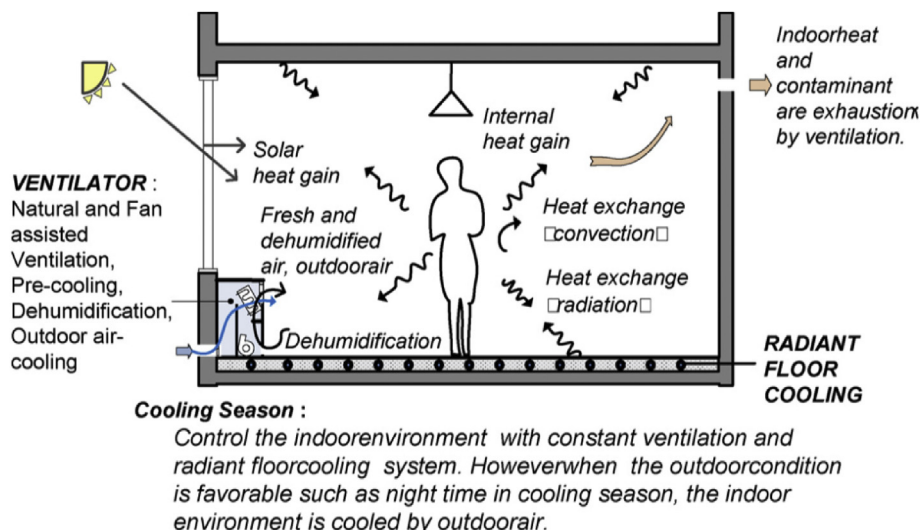 Indoorheat
and
contaminant
are exhaustion
by ventilation.
Internal
heat gain
Solar
heat gain
VENTILATOR :
Natural and Fan
assisted
Ventilation,
Pre-cooling,
Dehumidification,
Outdoor air-
cooling
Fresh and
dehumidified
air, outdoorair
Heat exchange
□convection□
Heat exchange
□radiation□
Dehumidification
RADIANT
FLOOR
COOLING
Cooling Season :
Control the indoorenvironment with constant ventilation and
radiant floorcooling system. Howeverwhen the outdoorcondition
is favorable such as night time in cooling season, the indoor
environment is cooled by outdoorair.